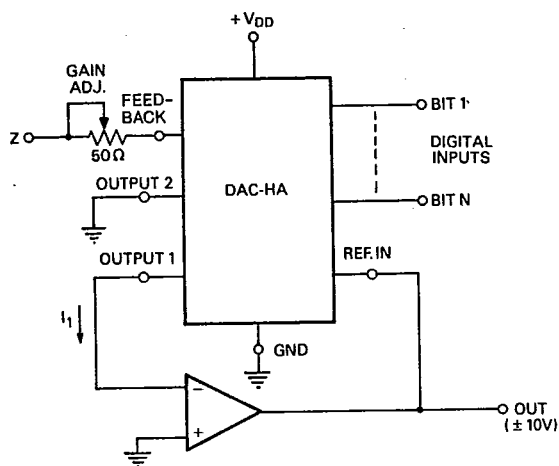 +VDD
GAIN
ADJ.
FEED-
BACK
Z
50Ω
BIT 1
DIGITAL
INPUTS
OUTPUT 2
DAC-HA
BIT N
OUTPUT 1
REF. IN
I1
GND
−
+
OUT
(±10V)